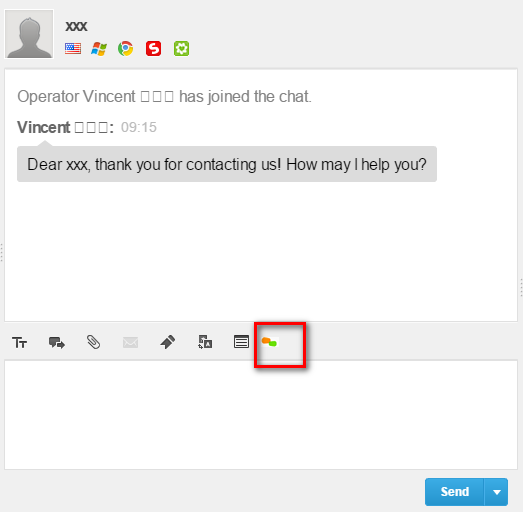 xxx
Operator Vincent □□□ has joined the chat.
Vincent □□□: 09:15
Dear xxx, thank you for contacting us! How may I help you?
Send